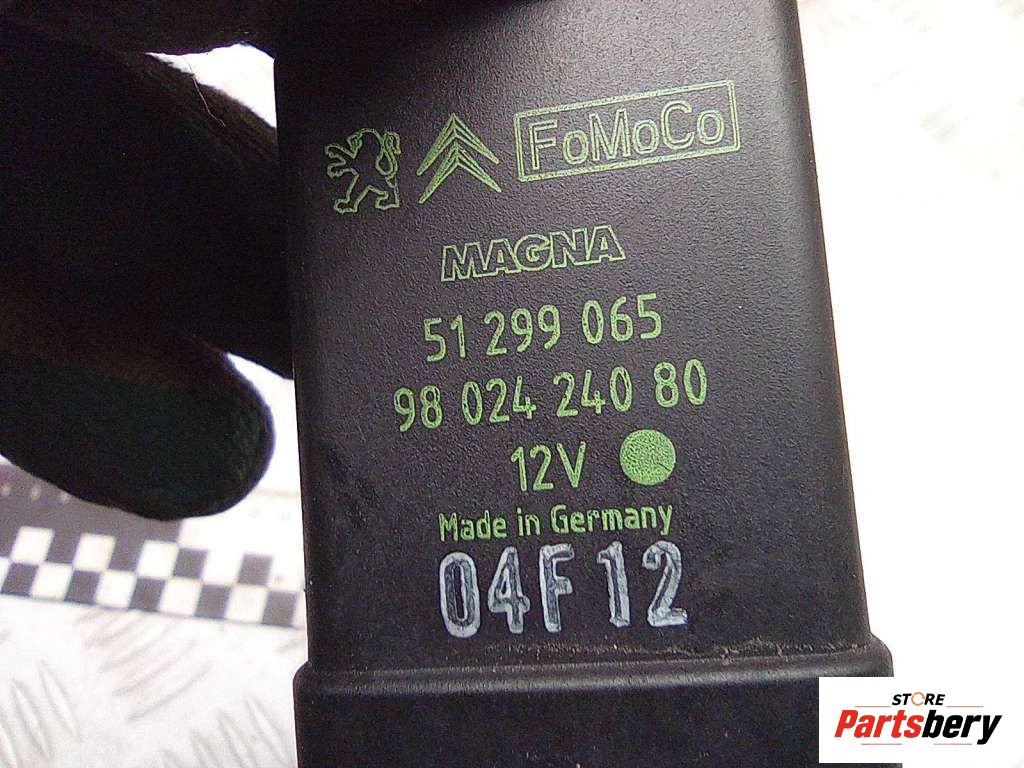 FoMoCo
MAGNA
51 299 065
98 024 240 80
12V
Made in Germany
04F12
STORE
Partsbery